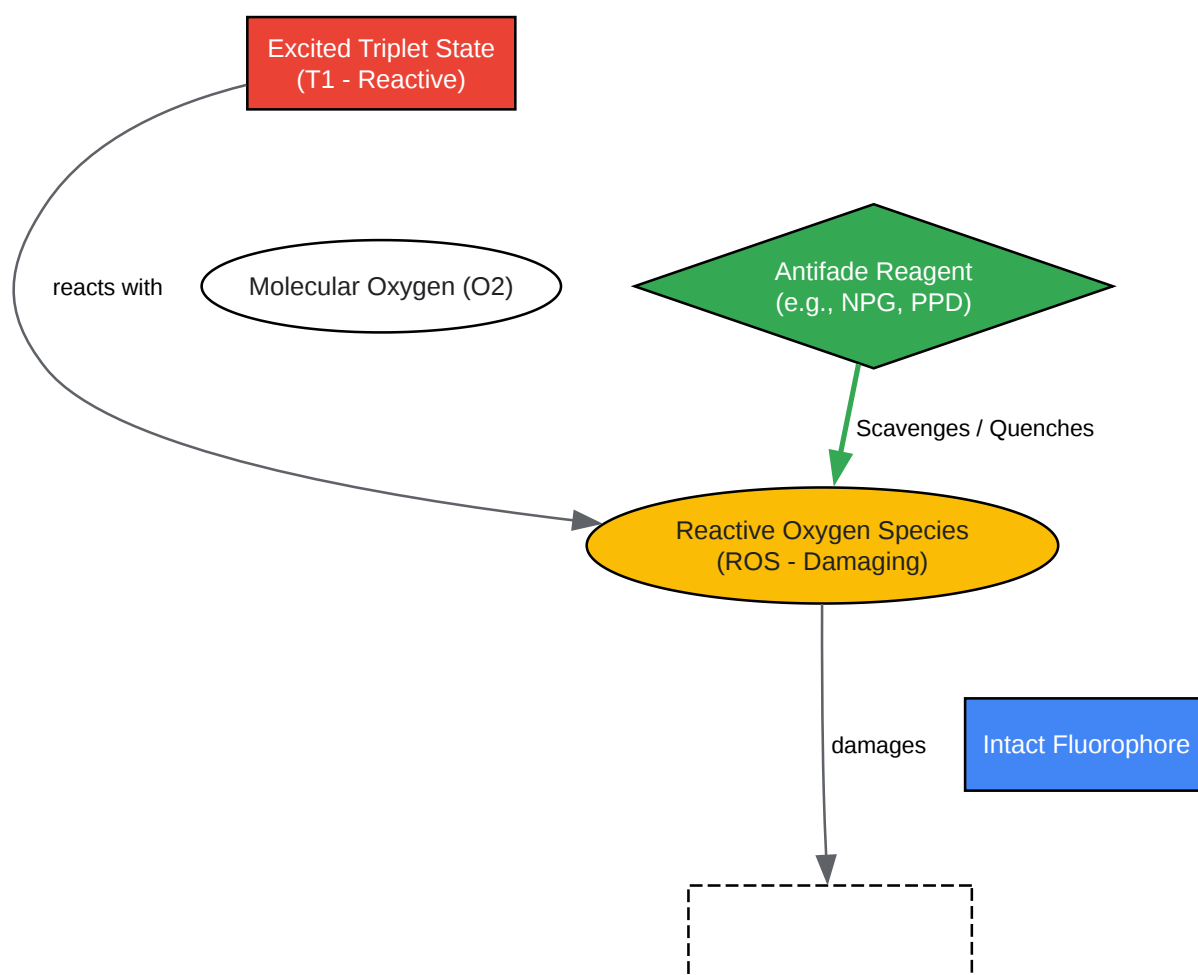 Excited Triplet State
(T1 - Reactive)
reacts with
Molecular Oxygen (O2)
Antifade Reagent
(e.g., NPG, PPD)
Scavenges / Quenches
Reactive Oxygen Species
(ROS - Damaging)
damages
Intact Fluorophore